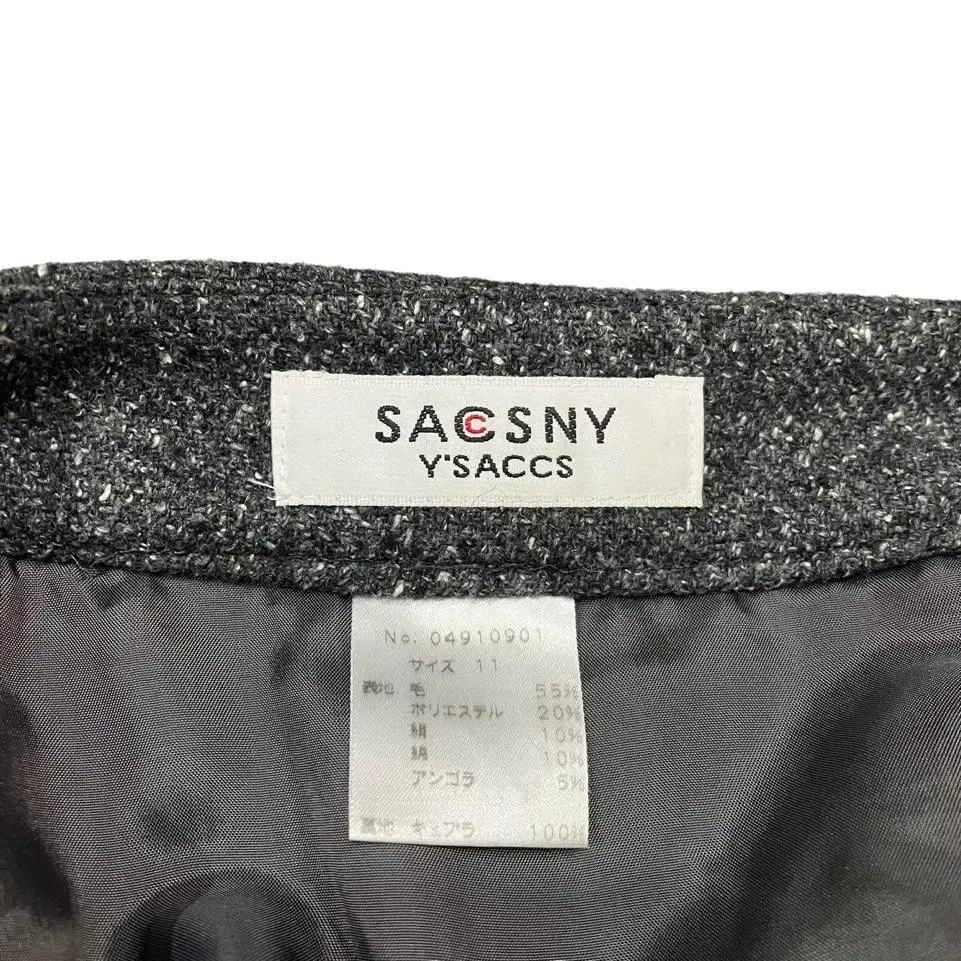 SACCSNY
Y'SACCS
No. 04910901
サイズ 11
表地 毛 55%
ポリエステル 20%
絹 10%
綿 10%
アンゴラ 5%
裏地 キュプラ 100%